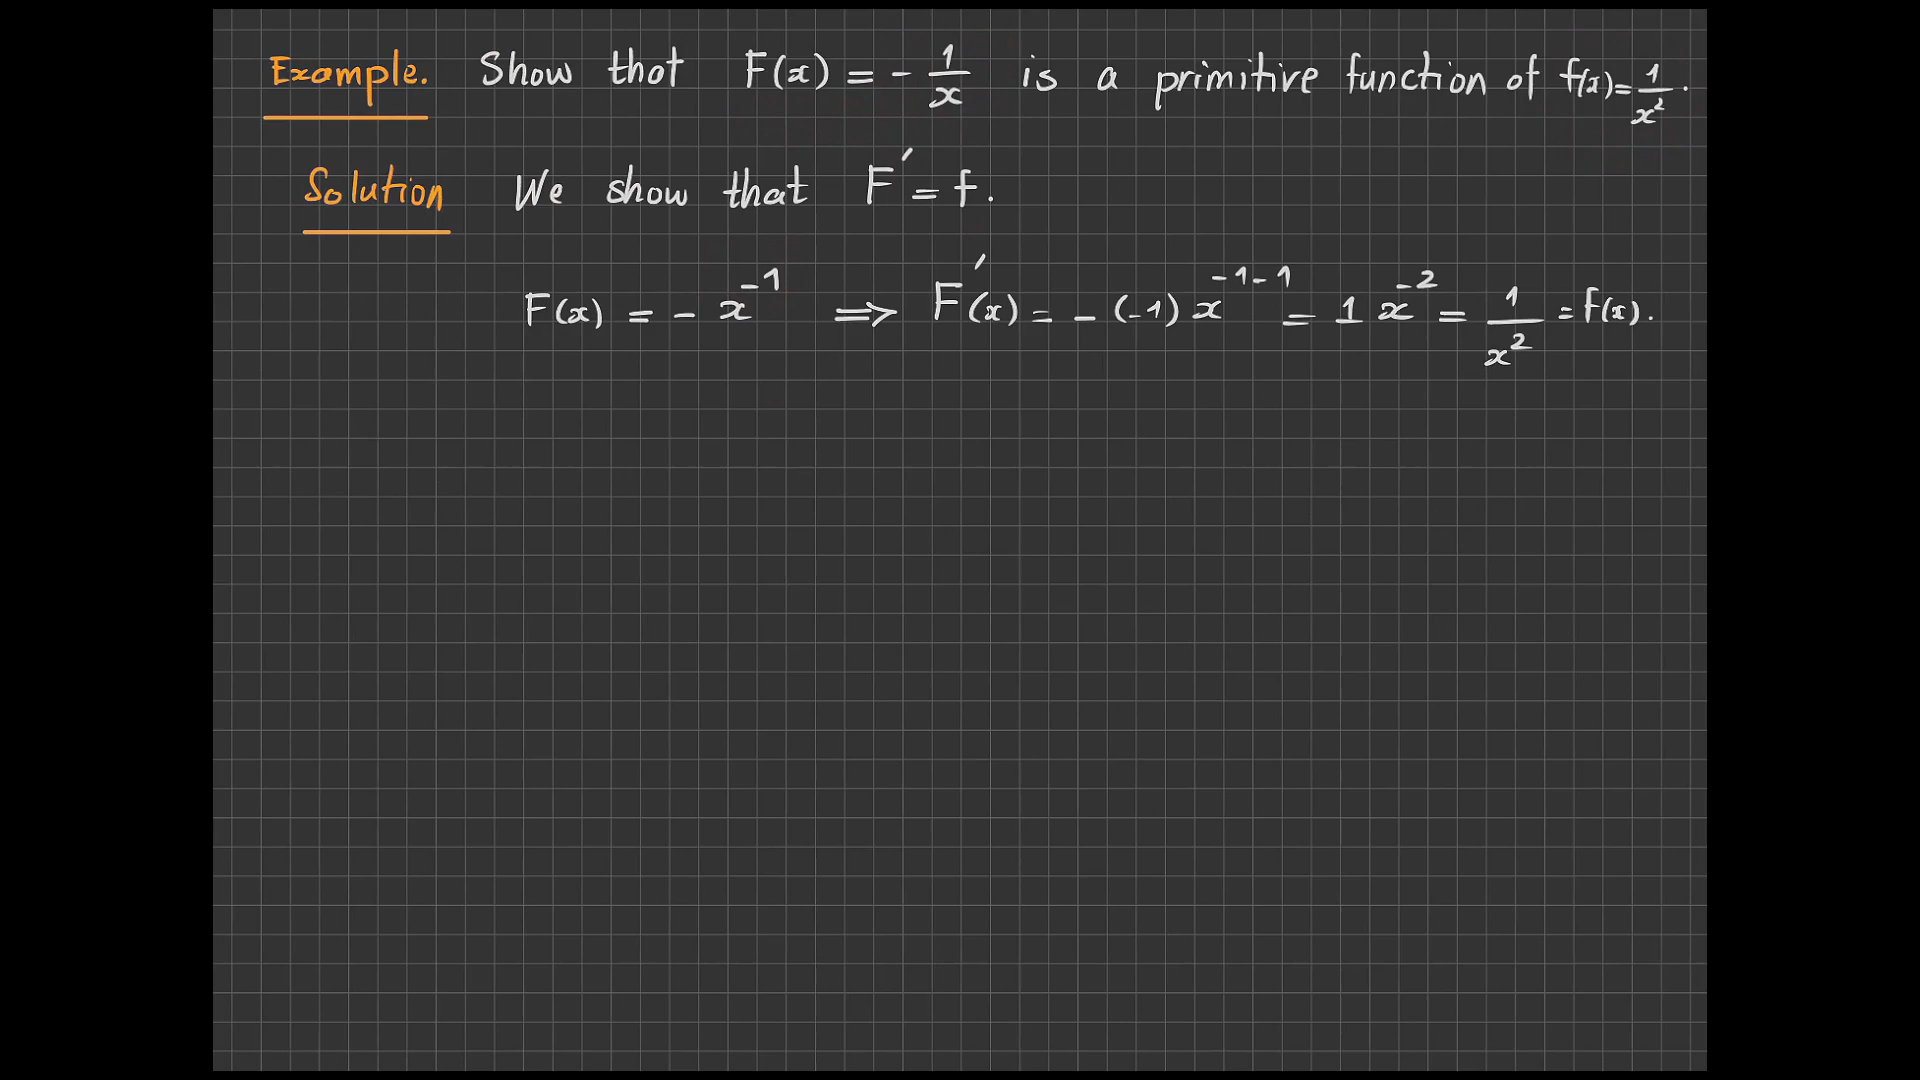 Example. Show that F(x) = - 1/x is a primitive function of f(x) = 1/x².
Solution We show that F′ = f.
F(x) = - x⁻¹ ⟹ F′(x) = - (-1) x⁻¹⁻¹ = 1 x⁻² = 1/x² = f(x).